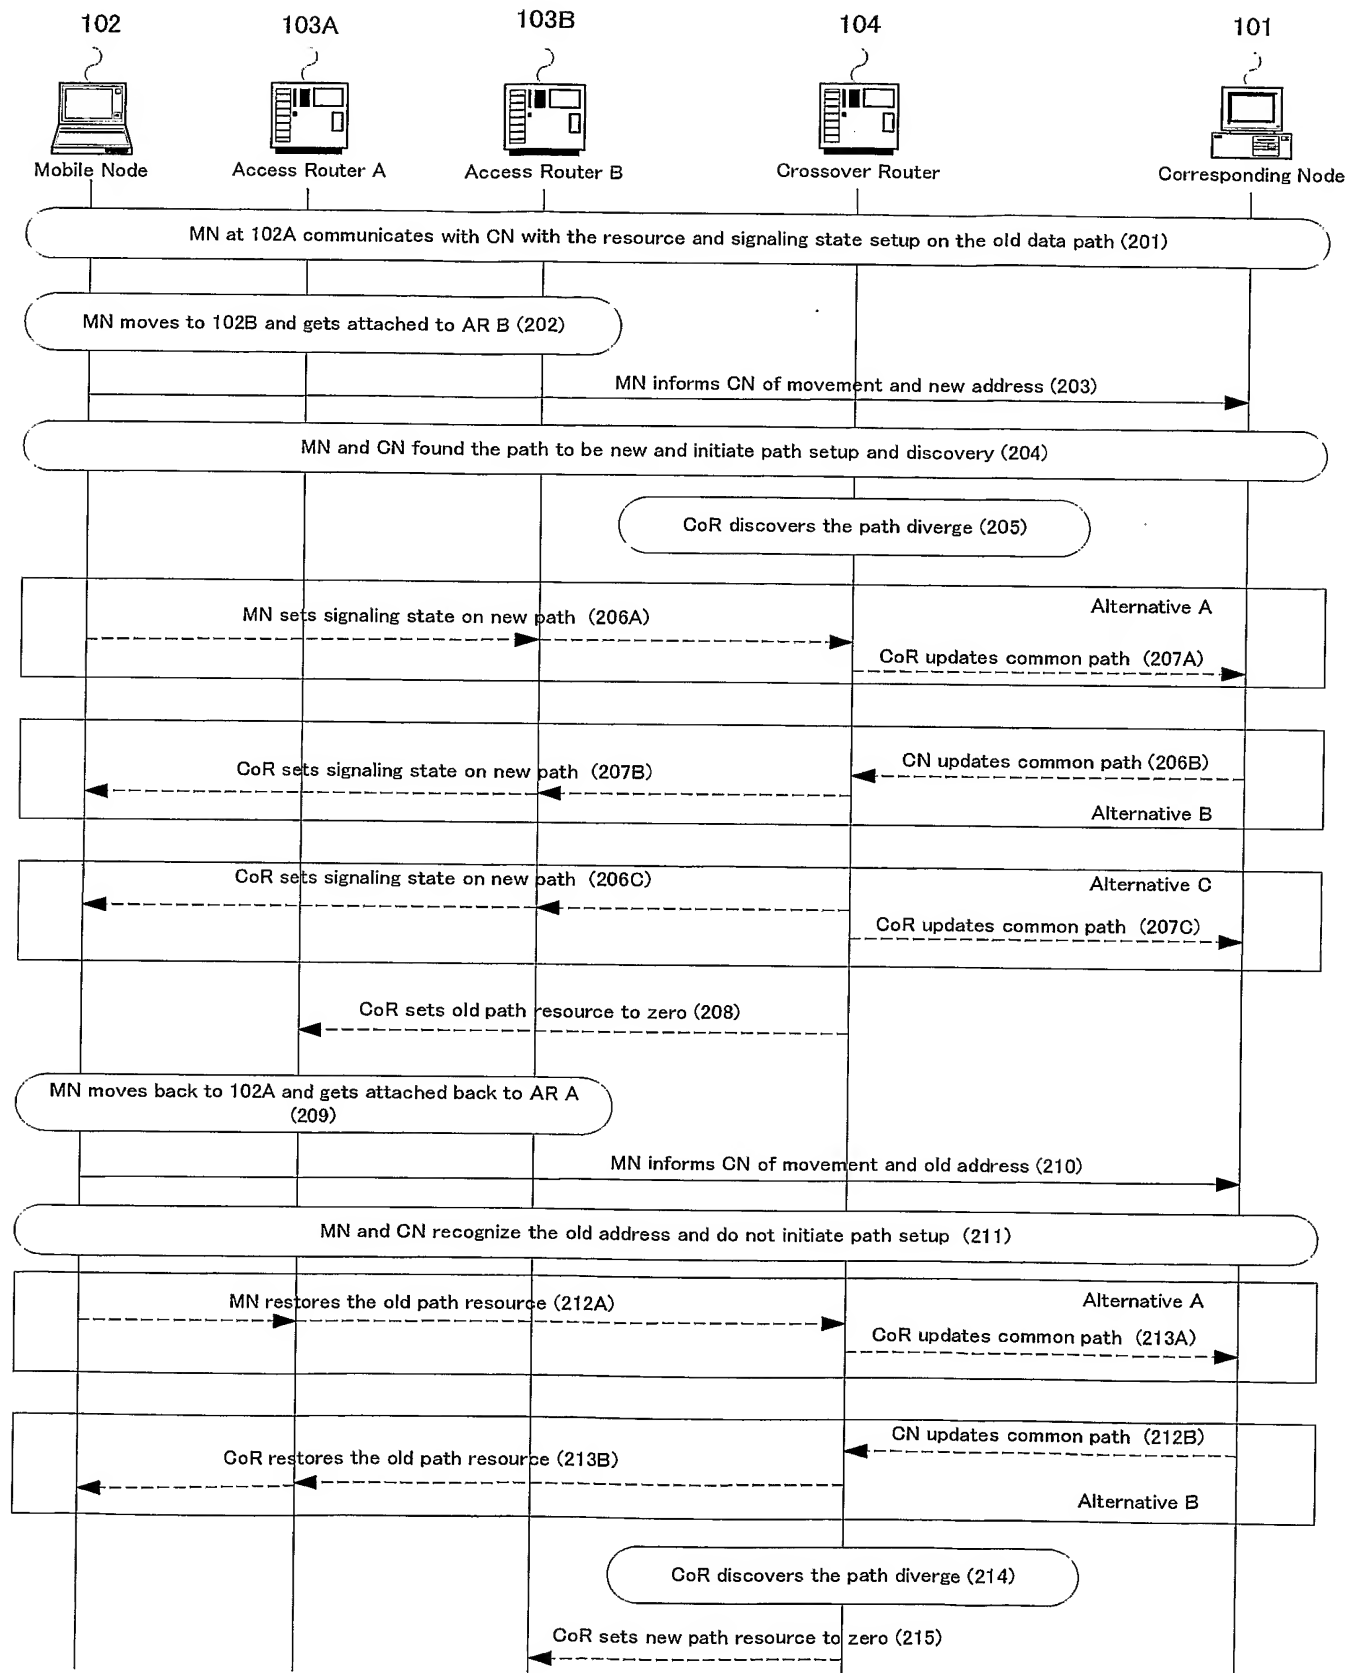 102
103A
103B
104
101
Mobile Node
Access Router A
Access Router B
Crossover Router
Corresponding Node
MN at 102A communicates with CN with the resource and signaling state setup on the old data path (201)
MN moves to 102B and gets attached to AR B (202)
MN informs CN of movement and new address (203)
MN and CN found the path to be new and initiate path setup and discovery (204)
CoR discovers the path diverge (205)
Alternative A
MN sets signaling state on new path (206A)
CoR updates common path (207A)
CN updates common path (206B)
CoR sets signaling state on new path (207B)
Alternative B
CoR sets signaling state on new path (206C)
Alternative C
CoR updates common path (207C)
CoR sets old path resource to zero (208)
MN moves back to 102A and gets attached back to AR A
(209)
MN informs CN of movement and old address (210)
MN and CN recognize the old address and do not initiate path setup (211)
MN restores the old path resource (212A)
Alternative A
CoR updates common path (213A)
CN updates common path (212B)
CoR restores the old path resource (213B)
Alternative B
CoR discovers the path diverge (214)
CoR sets new path resource to zero (215)